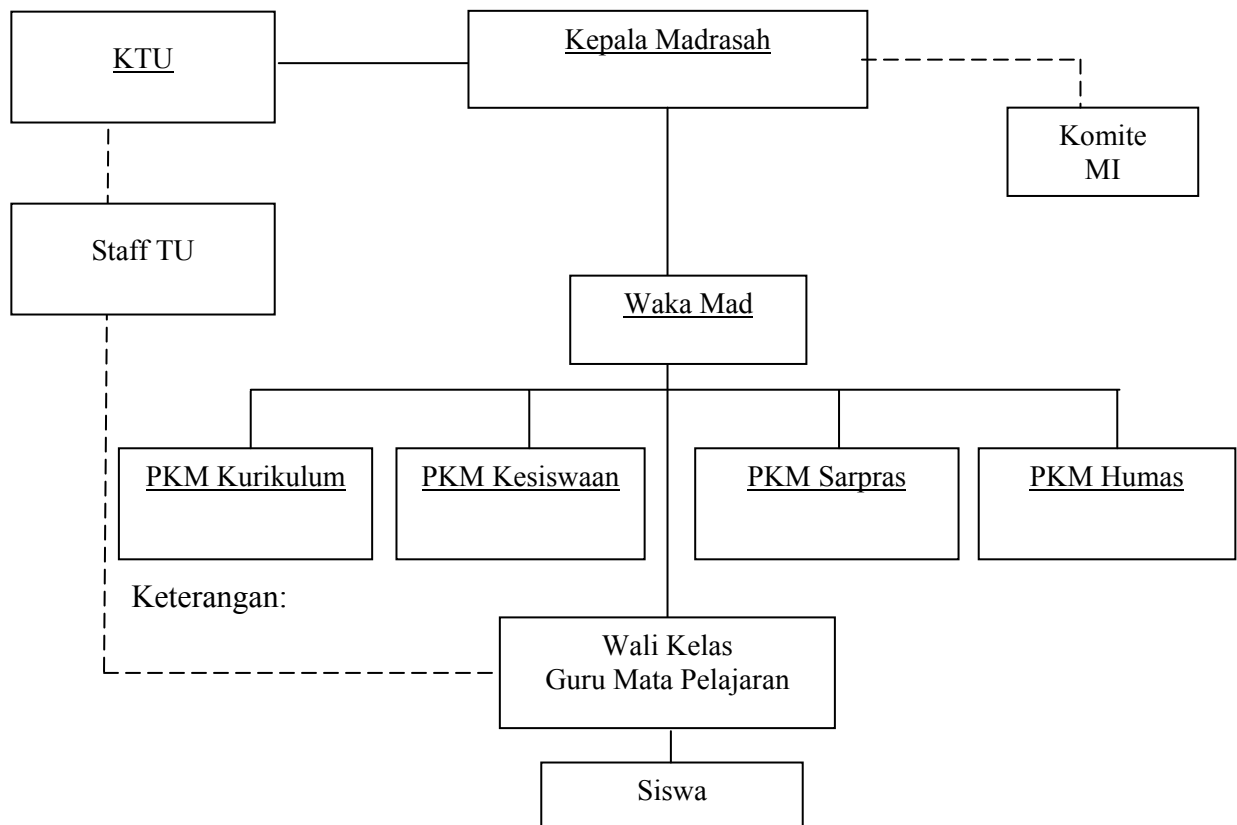 KTU
Kepala Madrasah
Komite
MI
Staff TU
Waka Mad
PKM Kurikulum
PKM Kesiswaan
PKM Sarpras
PKM Humas
Keterangan:
Wali Kelas
Guru Mata Pelajaran
Siswa